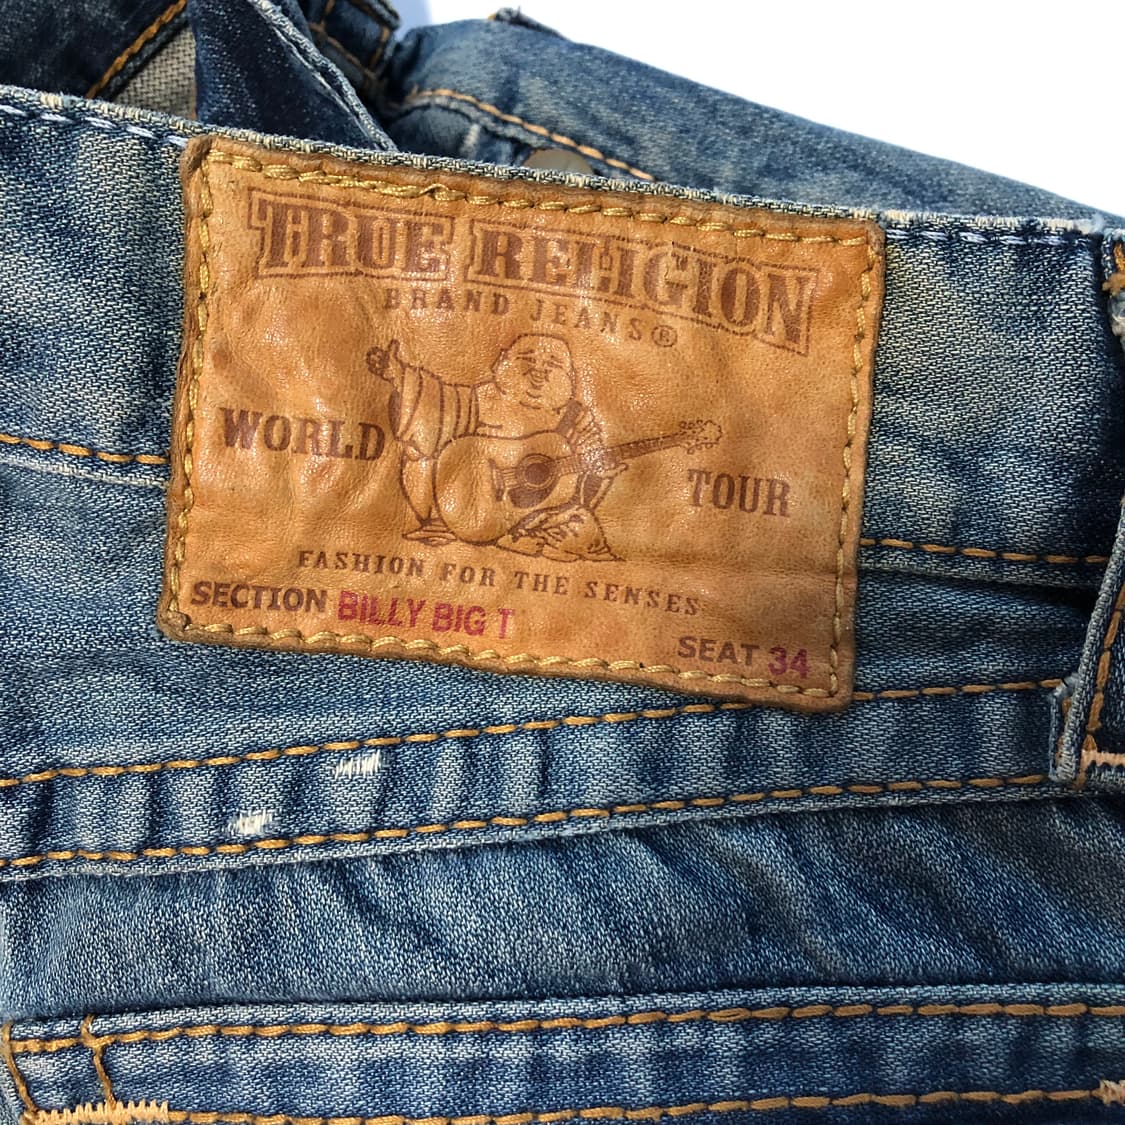 TRUE RELIGION
BRAND JEANS®
WORLD TOUR
FASHION FOR THE SENSES
SECTION BILLY BIG T
SEAT 34